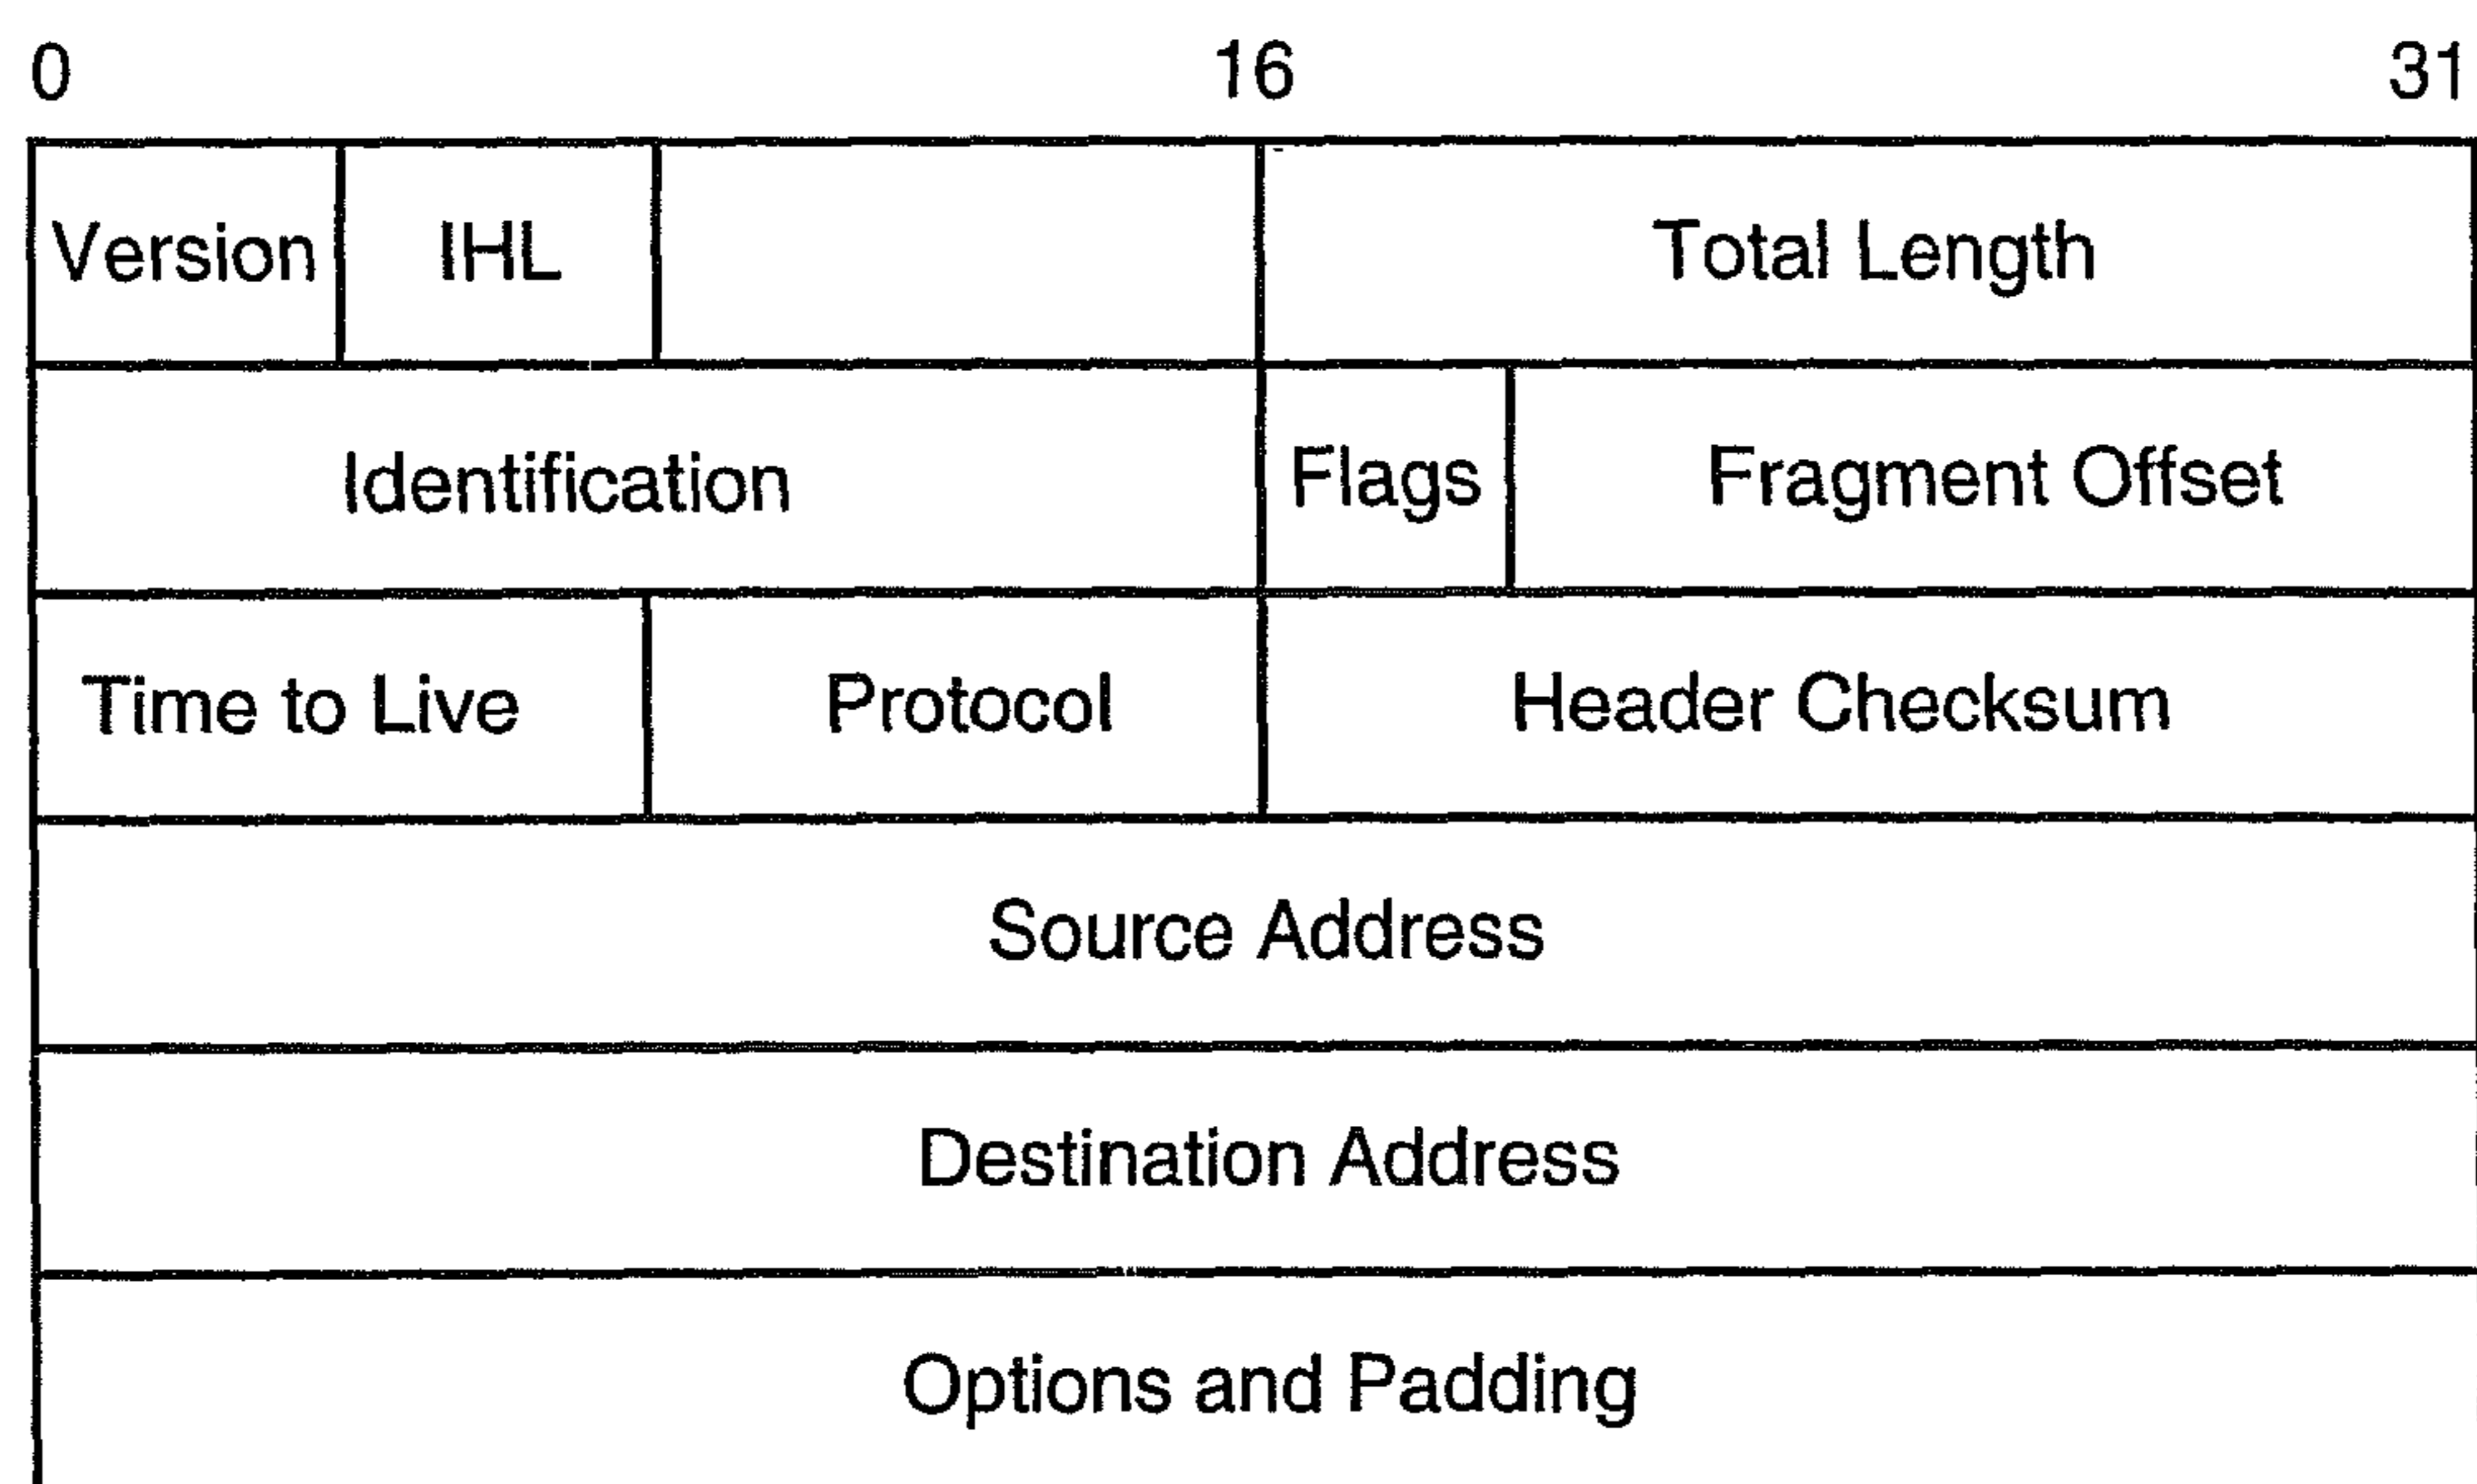 0 16 31
Version IHL Total Length
Identification Flags Fragment Offset
Time to Live Protocol Header Checksum
Source Address
Destination Address
Options and Padding